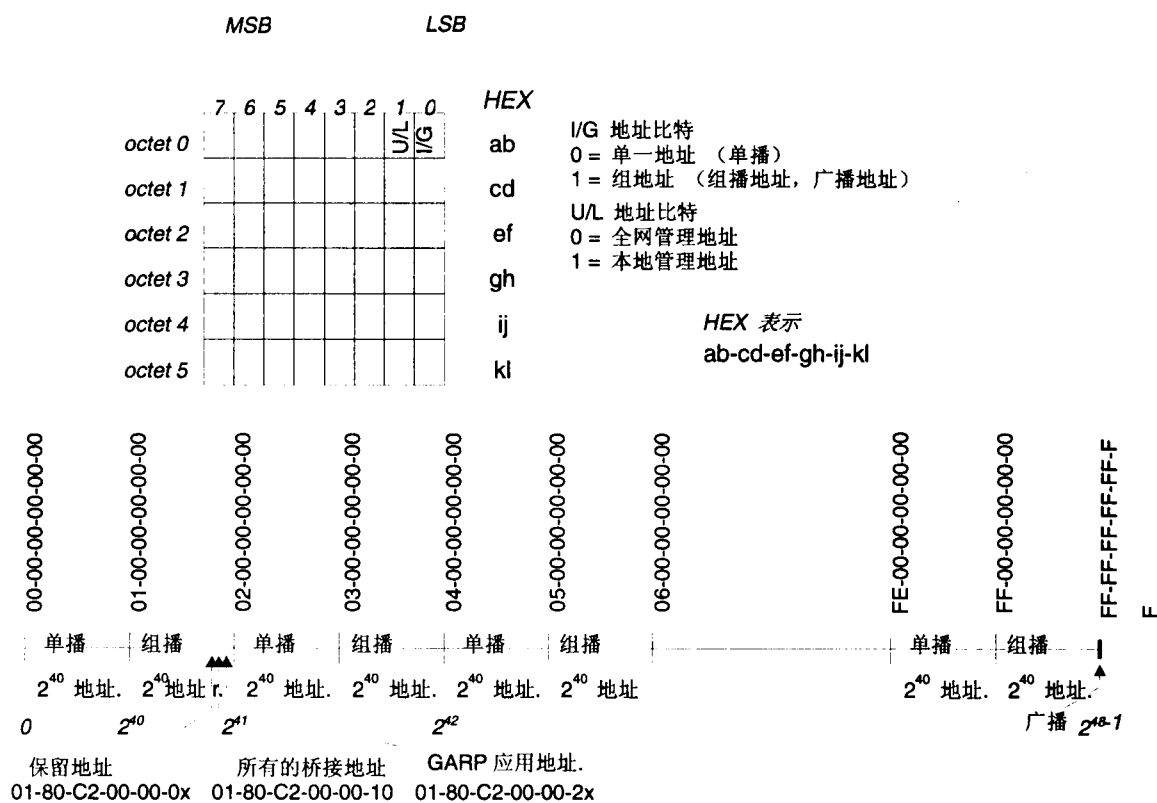 MSB LSB
7 6 5 4 3 2 1 0 HEX
octet 0 U/L I/G ab
octet 1 cd
octet 2 ef
octet 3 gh
octet 4 ij
octet 5 kl
I/G 地址比特
0 = 单一地址 （单播）
1 = 组地址 （组播地址，广播地址）
U/L 地址比特
0 = 全网管理地址
1 = 本地管理地址
HEX 表示
ab-cd-ef-gh-ij-kl
00-00-00-00-00-00
01-00-00-00-00-00
02-00-00-00-00-00
03-00-00-00-00-00
04-00-00-00-00-00
05-00-00-00-00-00
06-00-00-00-00-00
FE-00-00-00-00-00
FF-00-00-00-00-00
FF-FF-FF-FF-FF-F
F
单播 组播 单播 组播 单播 组播 单播 组播
2⁴⁰ 地址. 2⁴⁰地址 r. 2⁴⁰ 地址. 2⁴⁰ 地址. 2⁴⁰ 地址. 2⁴⁰ 地址 2⁴⁰ 地址. 2⁴⁰ 地址.
0 2⁴⁰ 2⁴¹ 2⁴² 广播 2⁴⁸-1
保留地址 所有的桥接地址 GARP 应用地址.
01-80-C2-00-00-0x 01-80-C2-00-00-10 01-80-C2-00-00-2x